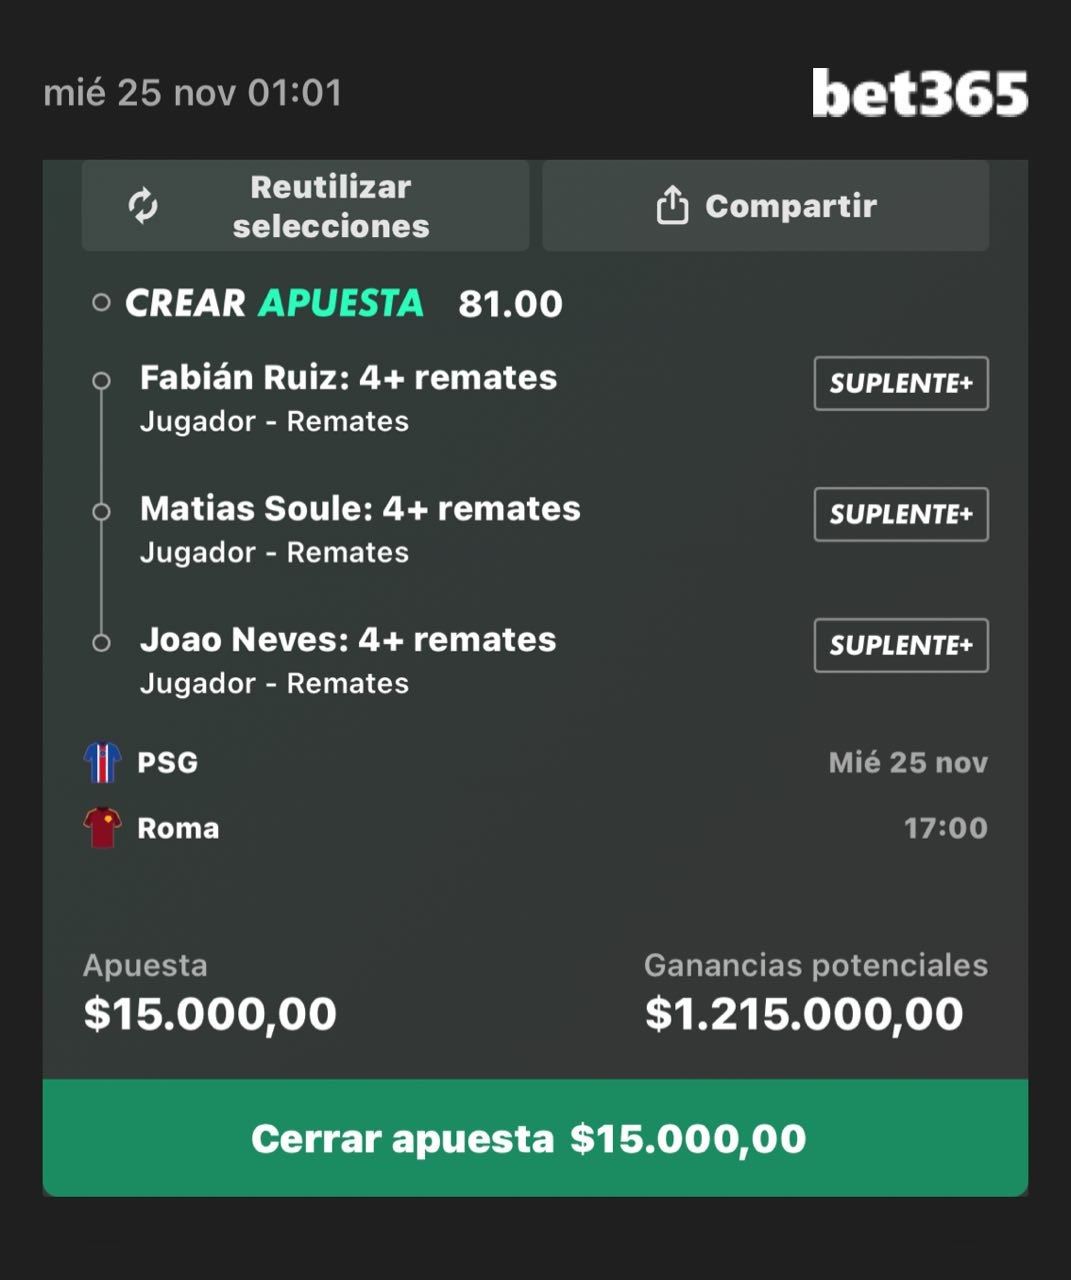 mié 25 nov 01:01
bet365
Reutilizar
selecciones
Compartir
CREAR APUESTA 81.00
Fabián Ruiz: 4+ remates
SUPLENTE+
Jugador - Remates
Matias Soule: 4+ remates
SUPLENTE+
Jugador - Remates
Joao Neves: 4+ remates
SUPLENTE+
Jugador - Remates
PSG
Mié 25 nov
Roma
17:00
Apuesta
Ganancias potenciales
$15.000,00
$1.215.000,00
Cerrar apuesta $15.000,00